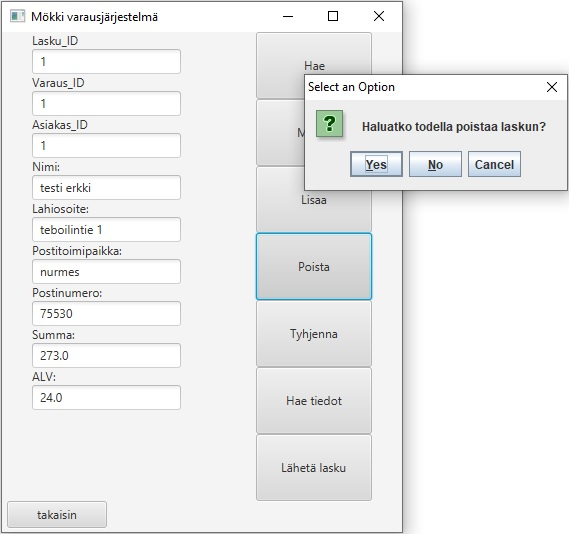 Mökki varausjärjestelmä
Lasku_ID
1
Varaus_ID
1
Asiakas_ID
1
Nimi:
testi erkki
Lahiosoite:
teboilintie 1
Postitoimipaikka:
nurmes
Postinumero:
75530
Summa:
273.0
ALV:
24.0
takaisin
Hae
M
Lisaa
Poista
Tyhjenna
Hae tiedot
Lähetä lasku
Select an Option
Haluatko todella poistaa laskun?
Yes
No
Cancel